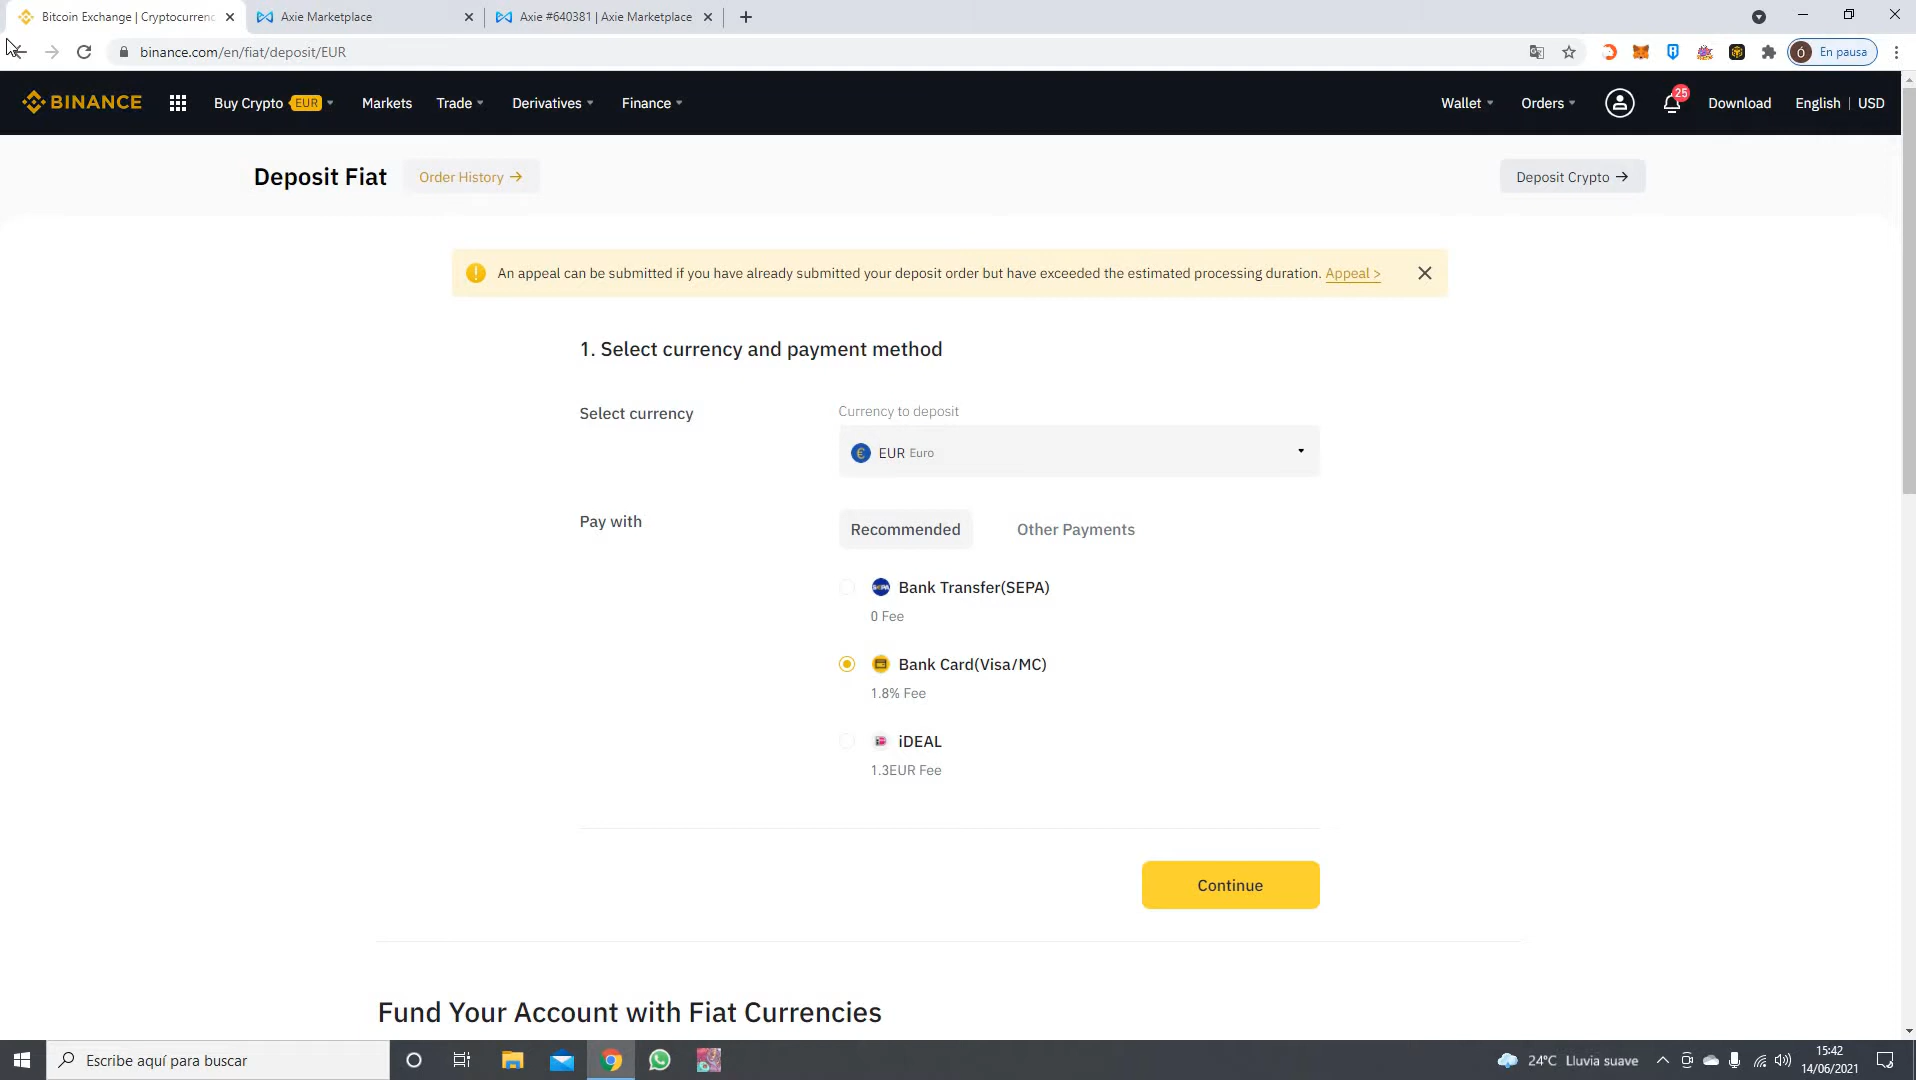 Bitcoin Exchange | Cryptocurrenc
Axie Marketplace
Axie #640381 | Axie Marketplace
binance.com/en/fiat/deposit/EUR
ó En pausa
BINANCE
Buy Crypto EUR
Markets
Trade
Derivatives
Finance
Wallet
Orders
25
Download
English | USD
Deposit Fiat
Order History →
Deposit Crypto →
An appeal can be submitted if you have already submitted your deposit order but have exceeded the estimated processing duration. Appeal >
1. Select currency and payment method
Select currency
Currency to deposit
€ EUR Euro
Pay with
Recommended
Other Payments
SEPA Bank Transfer(SEPA)
0 Fee
Bank Card(Visa/MC)
1.8% Fee
iDEAL
1.3EUR Fee
Continue
Fund Your Account with Fiat Currencies
Escribe aquí para buscar
24°C Lluvia suave
15:42
14/06/2021